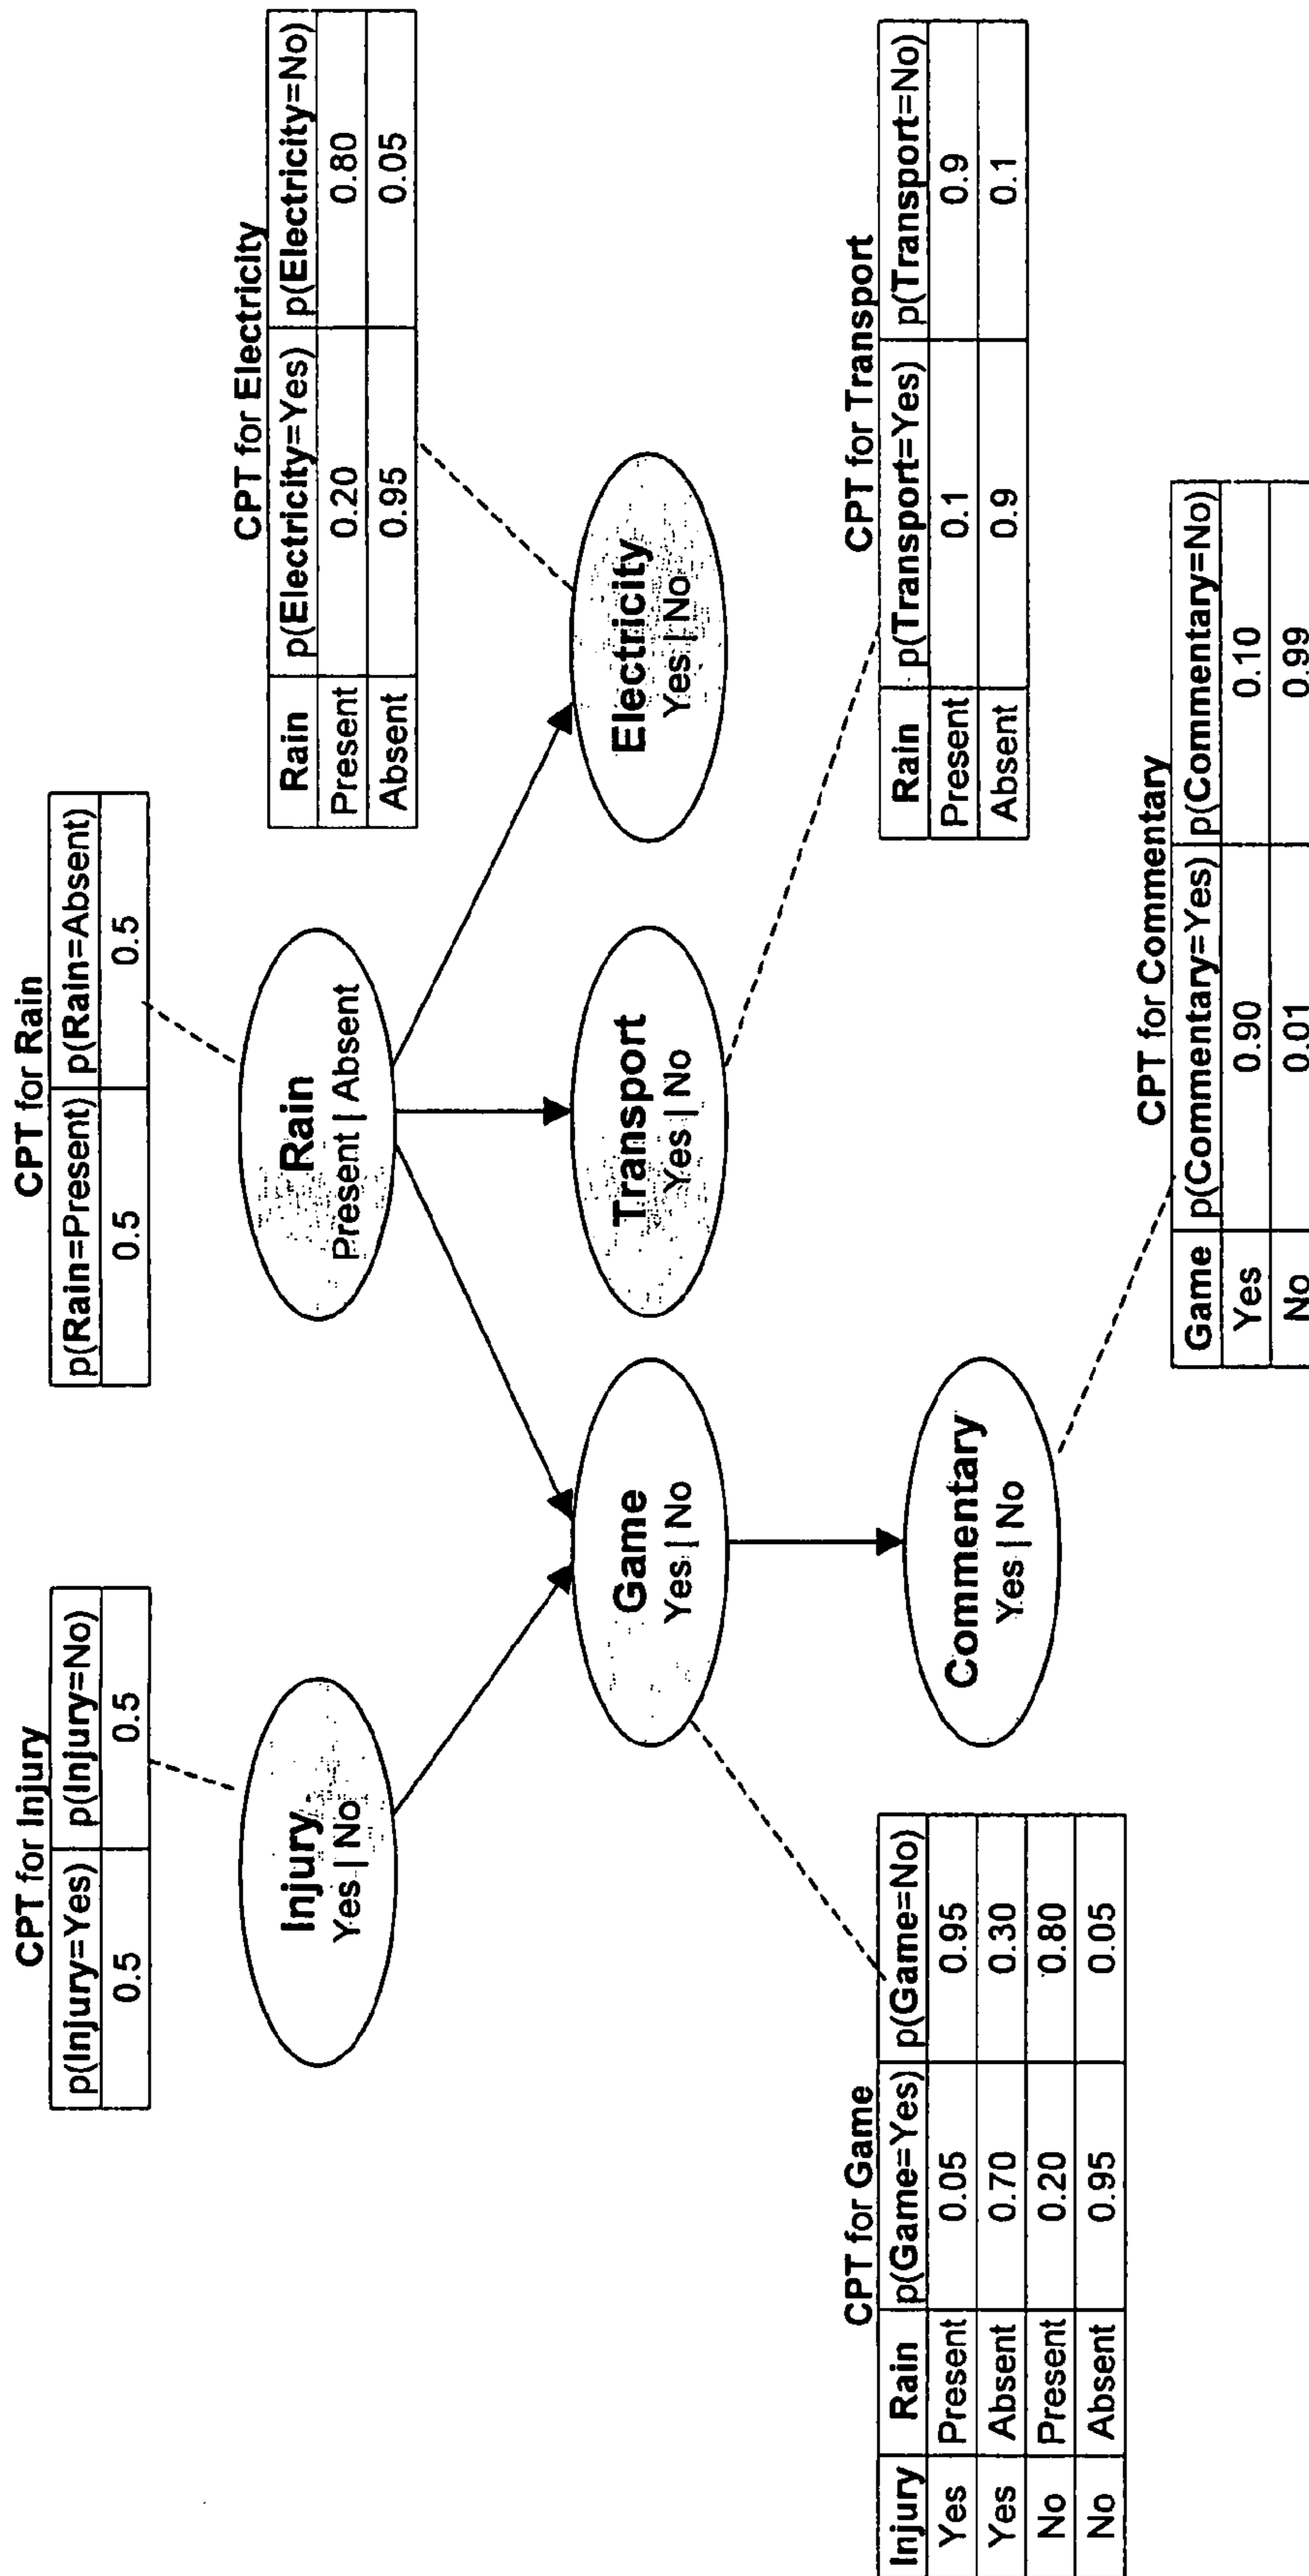 CPT for Injury
p(Injury=Yes) p(Injury=No)
0.5 0.5
CPT for Rain
p(Rain=Present) p(Rain=Absent)
0.5 0.5
Injury
Yes | No
Rain
Present | Absent
CPT for Electricity
Rain p(Electricity=Yes) p(Electricity=No)
Present 0.20 0.80
Absent 0.95 0.05
Game
Yes | No
Transport
Yes | No
Electricity
Yes | No
CPT for Game
Injury Rain p(Game=Yes) p(Game=No)
Yes Present 0.05 0.95
Yes Absent 0.70 0.30
No Present 0.20 0.80
No Absent 0.95 0.05
Commentary
Yes | No
CPT for Transport
Rain p(Transport=Yes) p(Transport=No)
Present 0.1 0.9
Absent 0.9 0.1
CPT for Commentary
Game p(Commentary=Yes) p(Commentary=No)
Yes 0.90 0.10
No 0.01 0.99